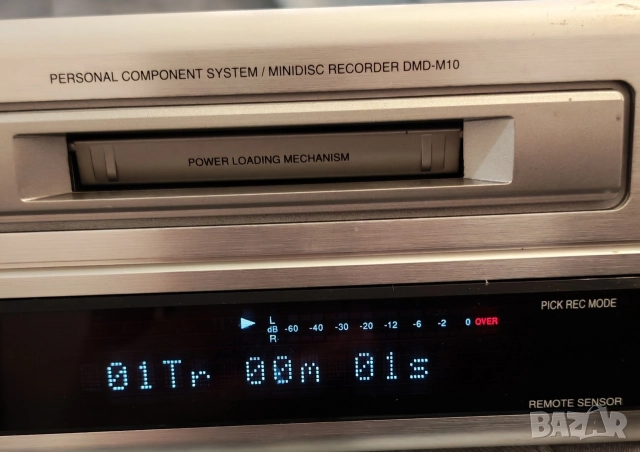 PERSONAL COMPONENT SYSTEM / MINIDISC RECORDER DMD-M10
POWER LOADING MECHANISM
PICK REC MODE
L
dB -60 -40 -30 -20 -12 -6 -2 0 OVER
R
01Tr 00m 01s
REMOTE SENSOR
BAZAR